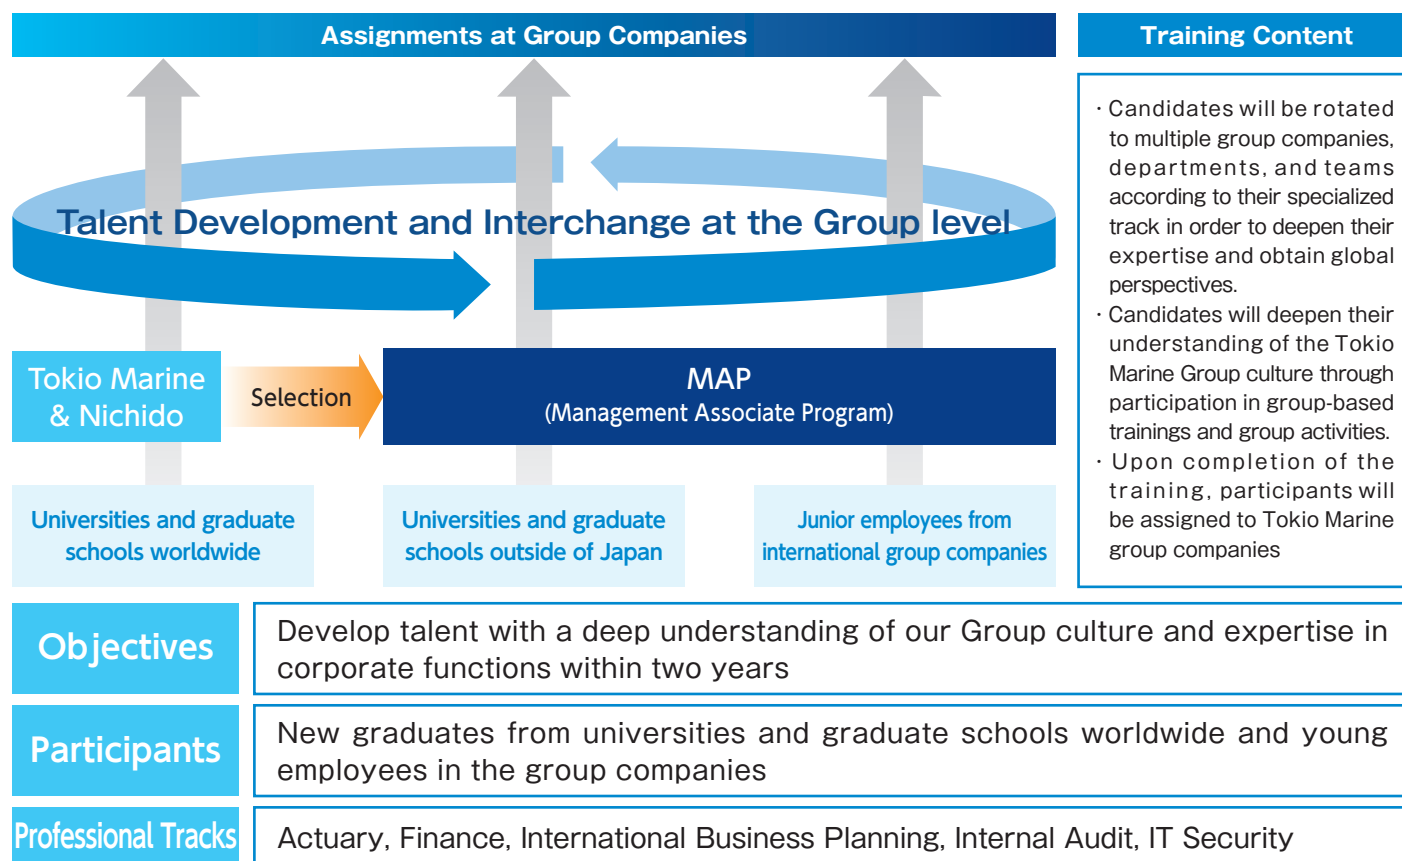 Assignments at Group Companies
Talent Development and Interchange at the Group level
Tokio Marine
& Nichido
Selection
MAP
(Management Associate Program)
Universities and graduate
schools worldwide
Universities and graduate
schools outside of Japan
Junior employees from
international group companies
Training Content
· Candidates will be rotated
to multiple group companies,
departments, and teams
according to their specialized
track in order to deepen their
expertise and obtain global
perspectives.
· Candidates will deepen their
understanding of the Tokio
Marine Group culture through
participation in group-based
trainings and group activities.
· Upon completion of the
training, participants will
be assigned to Tokio Marine
group companies
Objectives
Develop talent with a deep understanding of our Group culture and expertise in
corporate functions within two years
Participants
New graduates from universities and graduate schools worldwide and young
employees in the group companies
Professional Tracks
Actuary, Finance, International Business Planning, Internal Audit, IT Security